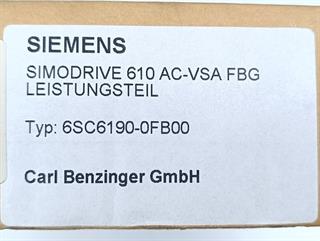 SIEMENS
SIMODRIVE 610 AC-VSA FBG
LEISTUNGSTEIL
Typ: 6SC6190-0FB00
Carl Benzinger GmbH